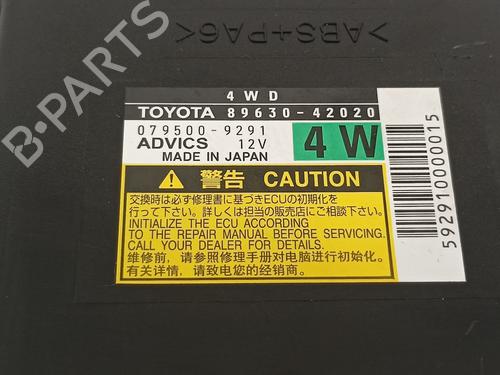 >ABS+PA6<
B-PARTS
4WD
TOYOTA 89630-42020
079500-9291
ADVICS 12V
MADE IN JAPAN
4W
警告 CAUTION
交換時は必ず修理書に基づきECUの初期化を
行って下さい。詳しくは担当の販売店にご相談下さい。
INITIALIZE THE ECU ACCORDING
TO THE REPAIR MANUAL BEFORE SERVICING.
CALL YOUR DEALER FOR DETAILS.
维修前，请参照修理手册对电脑进行初始化。
有关详情，请致电您的经销商。
592910000015